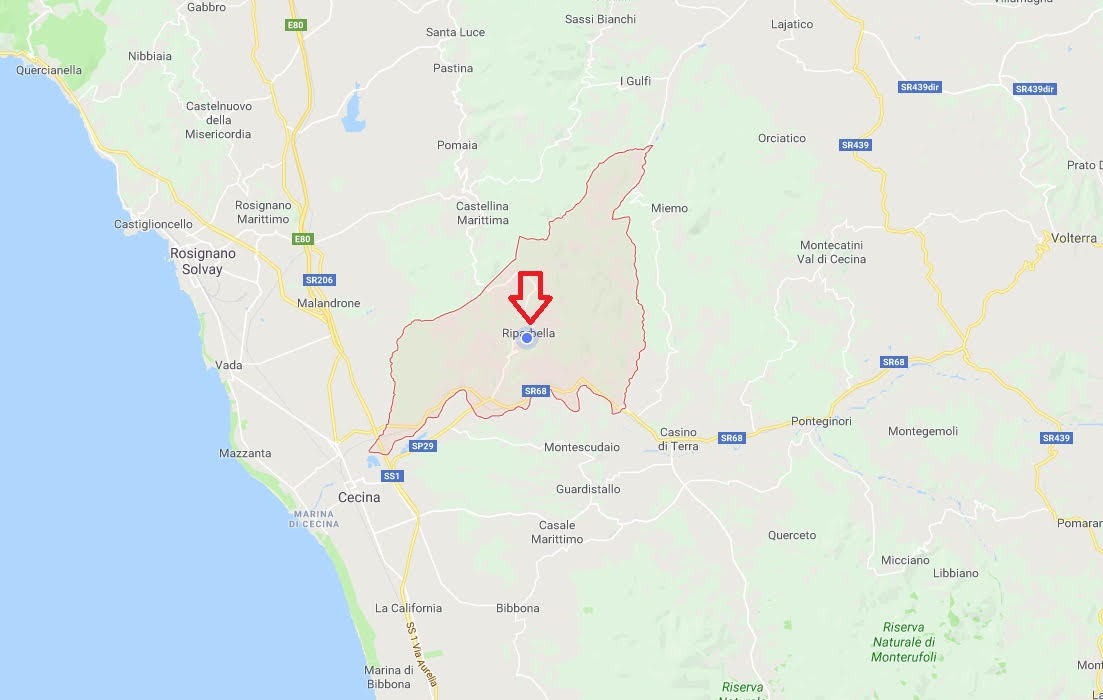 Gabbro
E80
Sassi Bianchi
Lajatico
Santa Luce
Nibbiaia
Quercianella
Pastina
I Gulfi
SR439dir
SR439dir
Castelnuovo
della
Misericordia
Orciatico
SR439
Pomaia
Prato D
Rosignano
Marittimo
Castellina
Marittima
Miemo
Castiglioncello
E80
Volterra
Rosignano
Solvay
Montecatini
Val di Cecina
SR206
Malandrone
Riparbella
Vada
SR68
SR68
Ponteginori
Montegemoli
Casino
di Terra
SR68
SR439
SP29
Montescudaio
Mazzanta
SS1
Guardistallo
Cecina
MARINA
DI CECINA
Casale
Marittimo
Querceto
Pomaran
Micciano
Libbiano
La California
Bibbona
SS 1 Via Aurelia
Riserva
Naturale di
Monterufoli
Marina di
Bibbona
Mont
Riserva